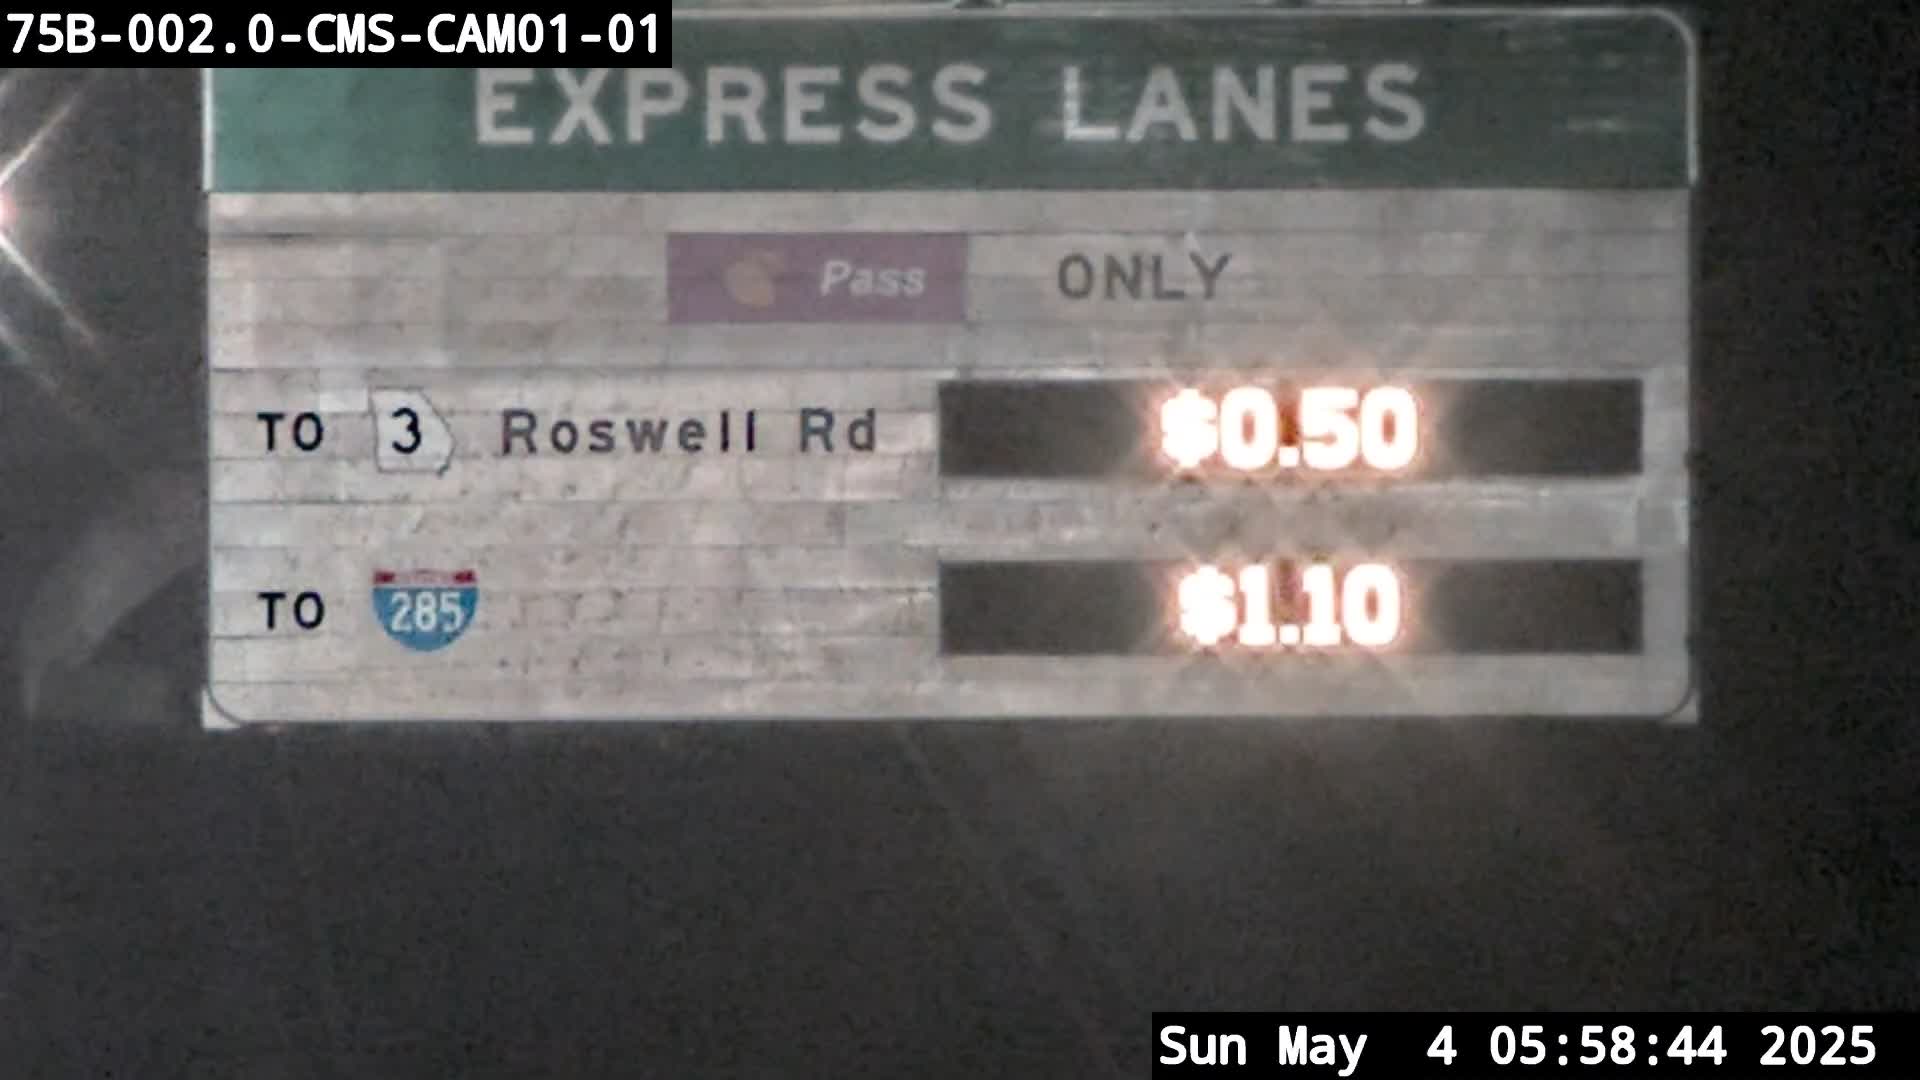 75B-002.0-CMS-CAM01-01
EXPRESS LANES
Pass ONLY
TO 3 Roswell Rd $0.50
TO 285 $1.10
Sun May 4 05:58:44 2025